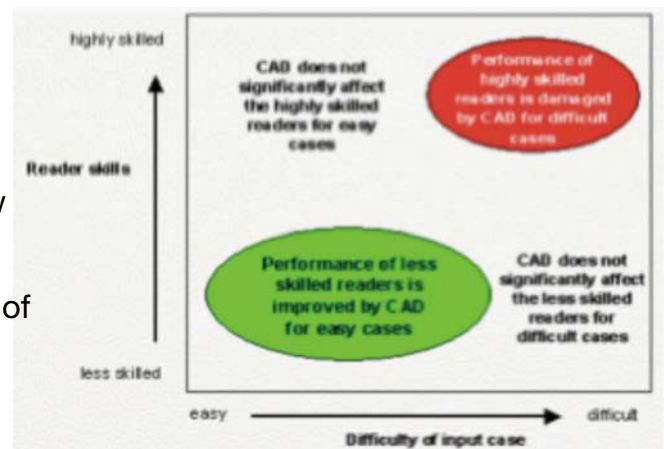 highly skilled
CAD does not
significantly affect
the highly skilled
readers for easy
cases
Performance of
highly skilled
readers is damaged
by CAD for difficult
cases
Reader skills
of
Performance of less
skilled readers is
improved by CAD
for easy cases
CAD does not
significantly affect
the less skilled
readers for
difficult cases
less skilled
easy
difficult
Difficulty of input case